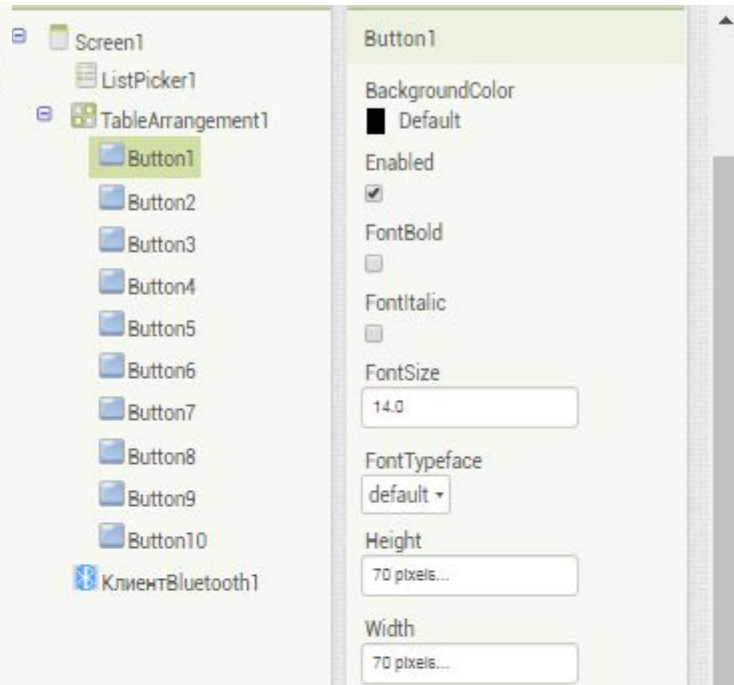 Screen1
ListPicker1
TableArrangement1
Button1
Button2
Button3
Button4
Button5
Button6
Button7
Button8
Button9
Button10
КлиентBluetooth1
Button1
BackgroundColor
Default
Enabled
FontBold
FontItalic
FontSize
14.0
FontTypeface
default
Height
70 pixels...
Width
70 pixels...